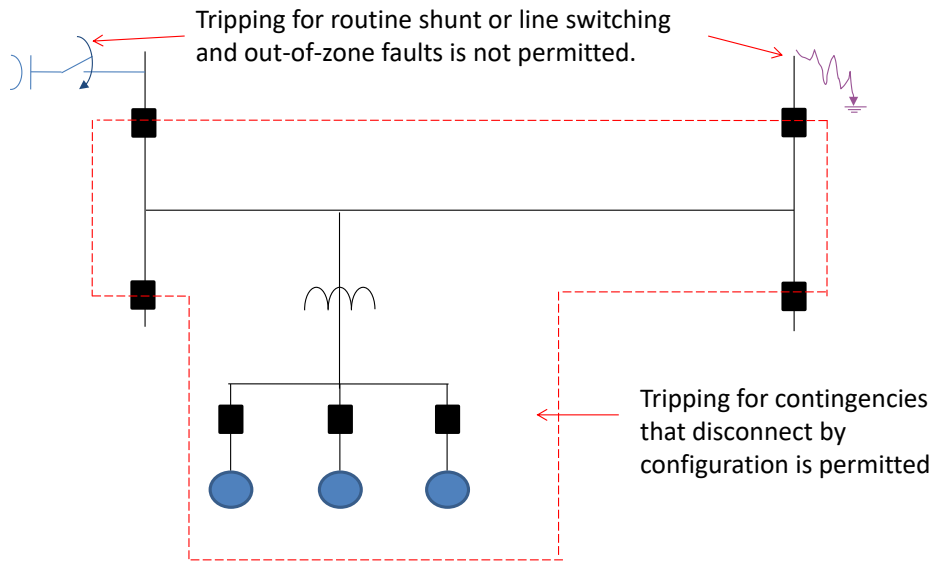 Tripping for routine shunt or line switching
and out-of-zone faults is not permitted.
Tripping for contingencies
that disconnect by
configuration is permitted